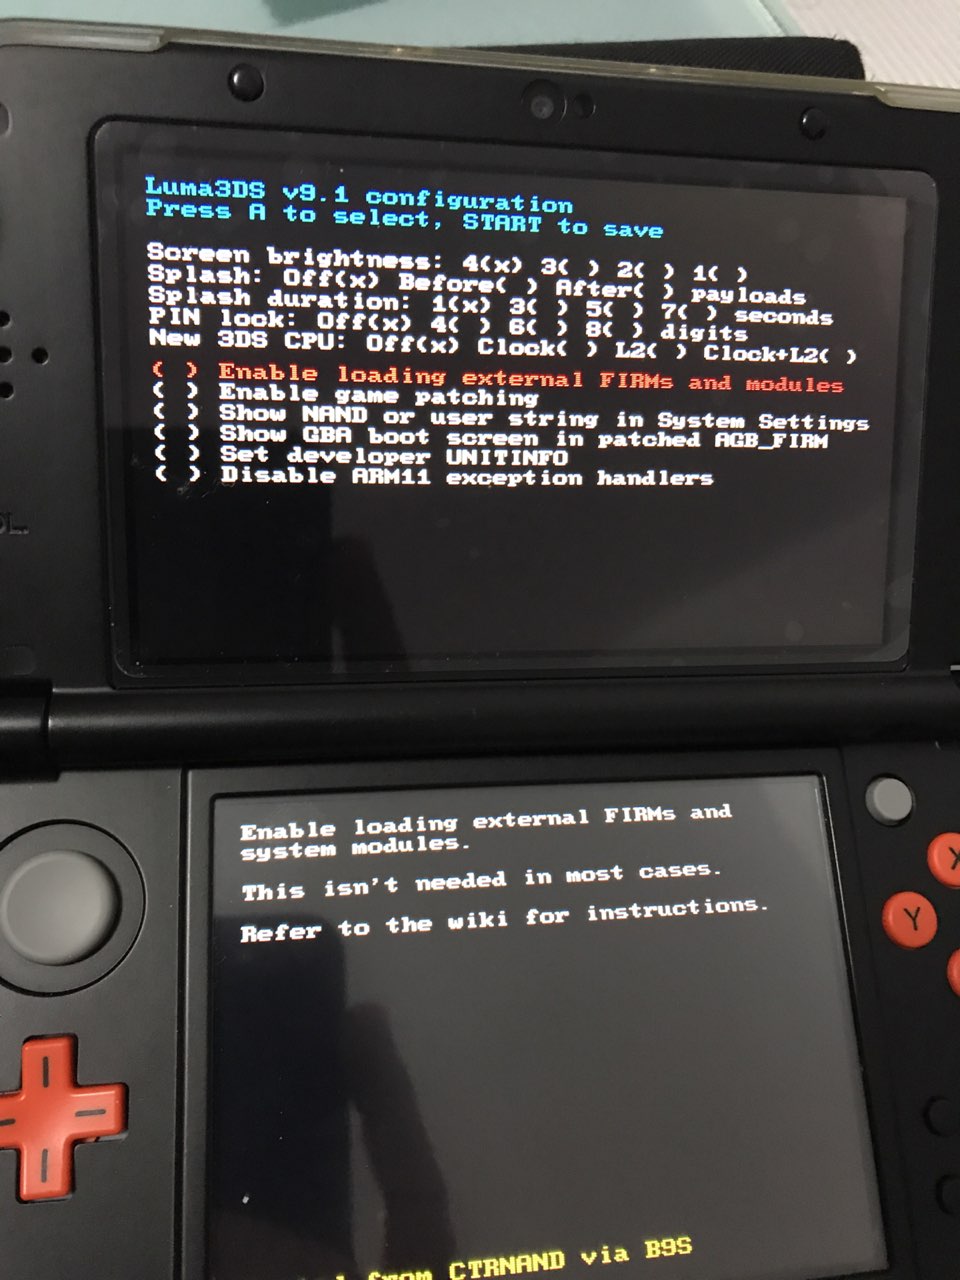 Luma3DS v9.1 configuration
Press A to select, START to save
Screen brightness: 4(x) 3( ) 2( ) 1( )
Splash: Off(x) Before( ) After( ) payloads
Splash duration: 1(x) 3( ) 5( ) 7( ) seconds
PIN lock: Off(x) 4( ) 6( ) 8( ) digits
New 3DS CPU: Off(x) Clock( ) L2( ) Clock+L2( )
( ) Enable loading external FIRMs and modules
( ) Enable game patching
( ) Show NAND or user string in System Settings
( ) Show GBA boot screen in patched AGB_FIRM
( ) Set developer UNITINFO
( ) Disable ARM11 exception handlers
Enable loading external FIRMs and
system modules.
This isn't needed in most cases.
Refer to the wiki for instructions.
X
Y
from CTRNAND via B9S